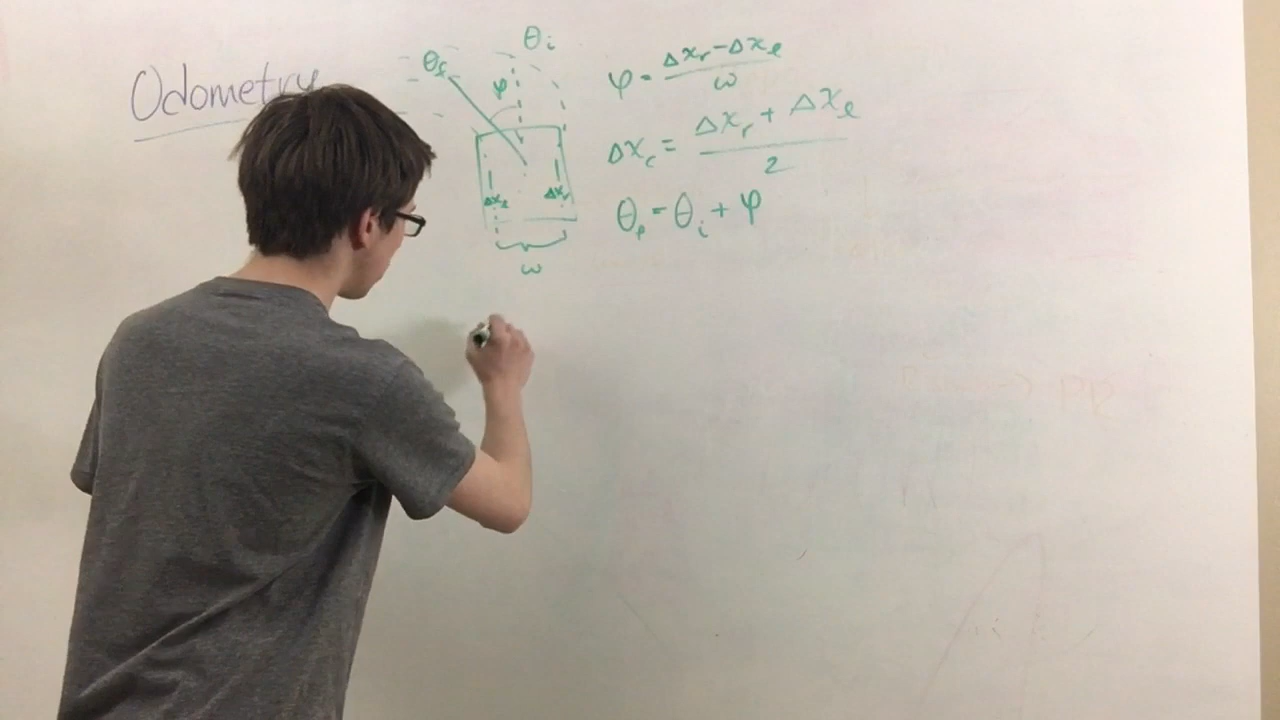 Odometry
θi
θf
φ
Δxl
Δxr
ω
φ = Δxr - Δxl / ω
Δxc = Δxr + Δxl / 2
θf = θi + φ